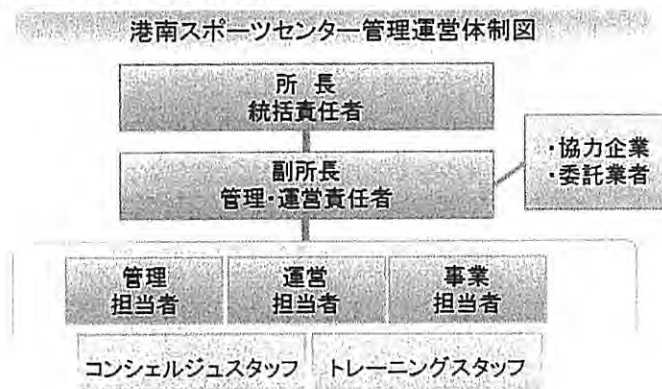 港南スポーツセンター管理運営体制図
所 長
統括責任者
・協力企業
・委託業者
副所長
管理・運営責任者
管理
担当者
運営
担当者
事業
担当者
コンシェルジュスタッフ
トレーニングスタッフ